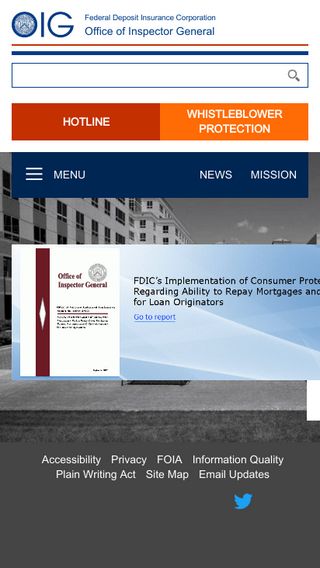 OIG
Federal Deposit Insurance Corporation
Office of Inspector General
HOTLINE
WHISTLEBLOWER
PROTECTION
MENU
NEWS
MISSION
Office of
Inspector General
FDIC's Implementation of Consumer Prote
Regarding Ability to Repay Mortgages and
for Loan Originators
Go to report
Accessibility Privacy FOIA Information Quality
Plain Writing Act Site Map Email Updates